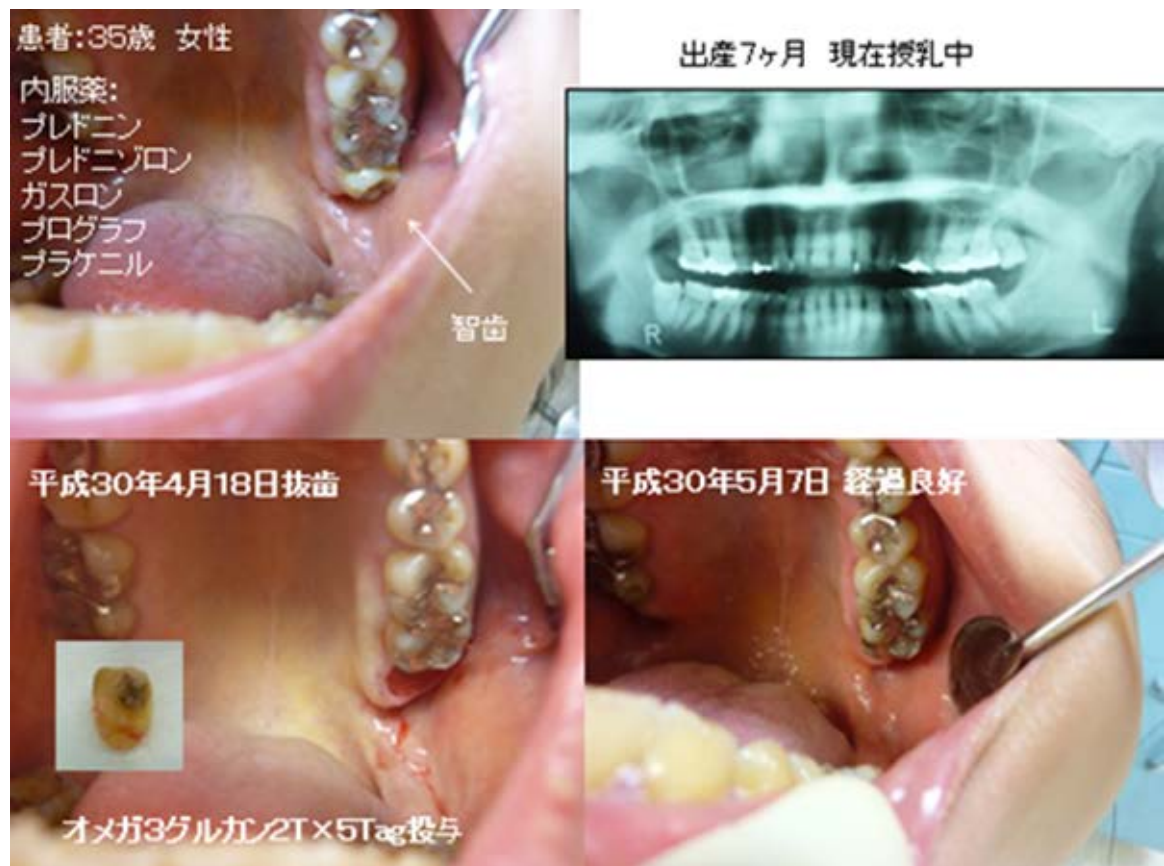 患者:35歳 女性
内服薬:
プレドニン
プレドニゾロン
ガスロン
プログラフ
プラケニル
智歯
出産7ヶ月 現在授乳中
R
L
平成30年4月18日抜歯
オメガ3グルカン2T×5Tag投与
平成30年5月7日 経過良好